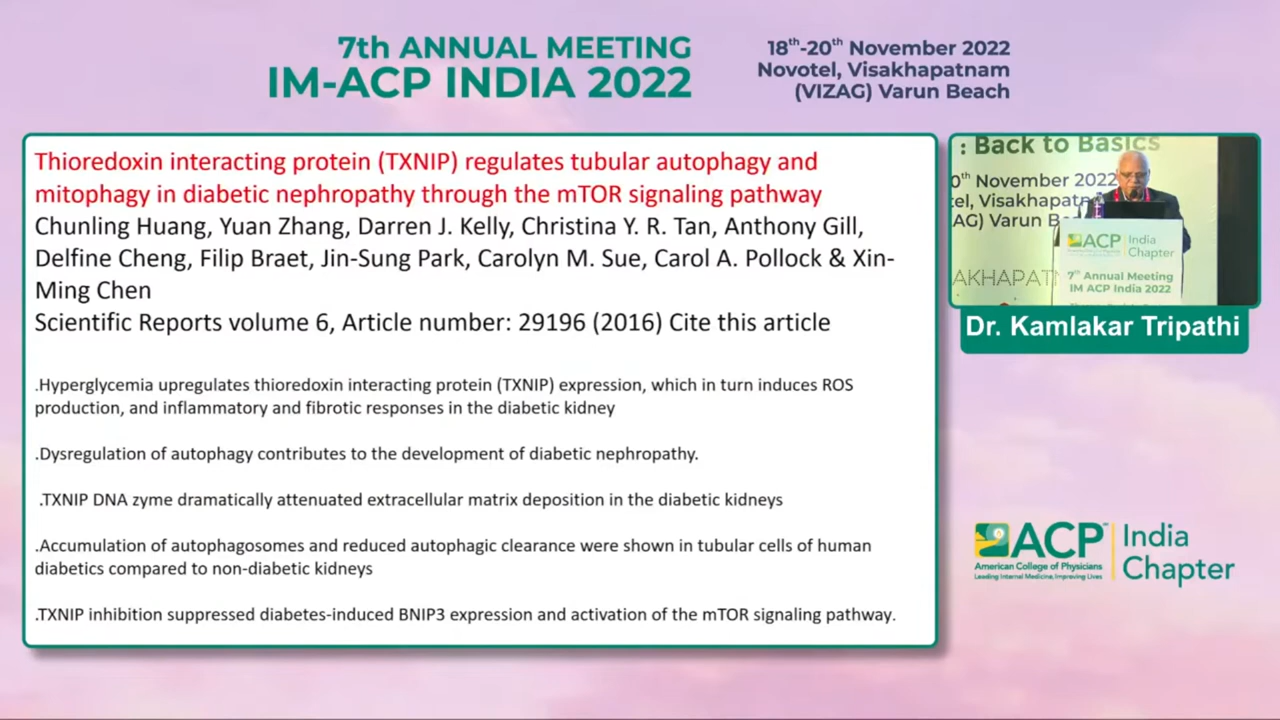 7th ANNUAL MEETING
IM-ACP INDIA 2022
18th-20th November 2022
Novotel, Visakhapatnam
(VIZAG) Varun Beach
Thioredoxin interacting protein (TXNIP) regulates tubular autophagy and
mitophagy in diabetic nephropathy through the mTOR signaling pathway
Chunling Huang, Yuan Zhang, Darren J. Kelly, Christina Y. R. Tan, Anthony Gill,
Delfine Cheng, Filip Braet, Jin-Sung Park, Carolyn M. Sue, Carol A. Pollock & Xin-
Ming Chen
Scientific Reports volume 6, Article number: 29196 (2016) Cite this article
.Hyperglycemia upregulates thioredoxin interacting protein (TXNIP) expression, which in turn induces ROS
production, and inflammatory and fibrotic responses in the diabetic kidney
.Dysregulation of autophagy contributes to the development of diabetic nephropathy.
.TXNIP DNA zyme dramatically attenuated extracellular matrix deposition in the diabetic kidneys
.Accumulation of autophagosomes and reduced autophagic clearance were shown in tubular cells of human
diabetics compared to non-diabetic kidneys
.TXNIP inhibition suppressed diabetes-induced BNIP3 expression and activation of the mTOR signaling pathway.
: Back to Basics
0th November 2022
tel, Visakhapatn
AG) Varun B
AKHAPAT
ACP India
Chapter
7th Annual Meeting
IM ACP India 2022
Dr. Kamlakar Tripathi
ACP™
American College of Physicians
Leading Internal Medicine, Improving Lives
India
Chapter